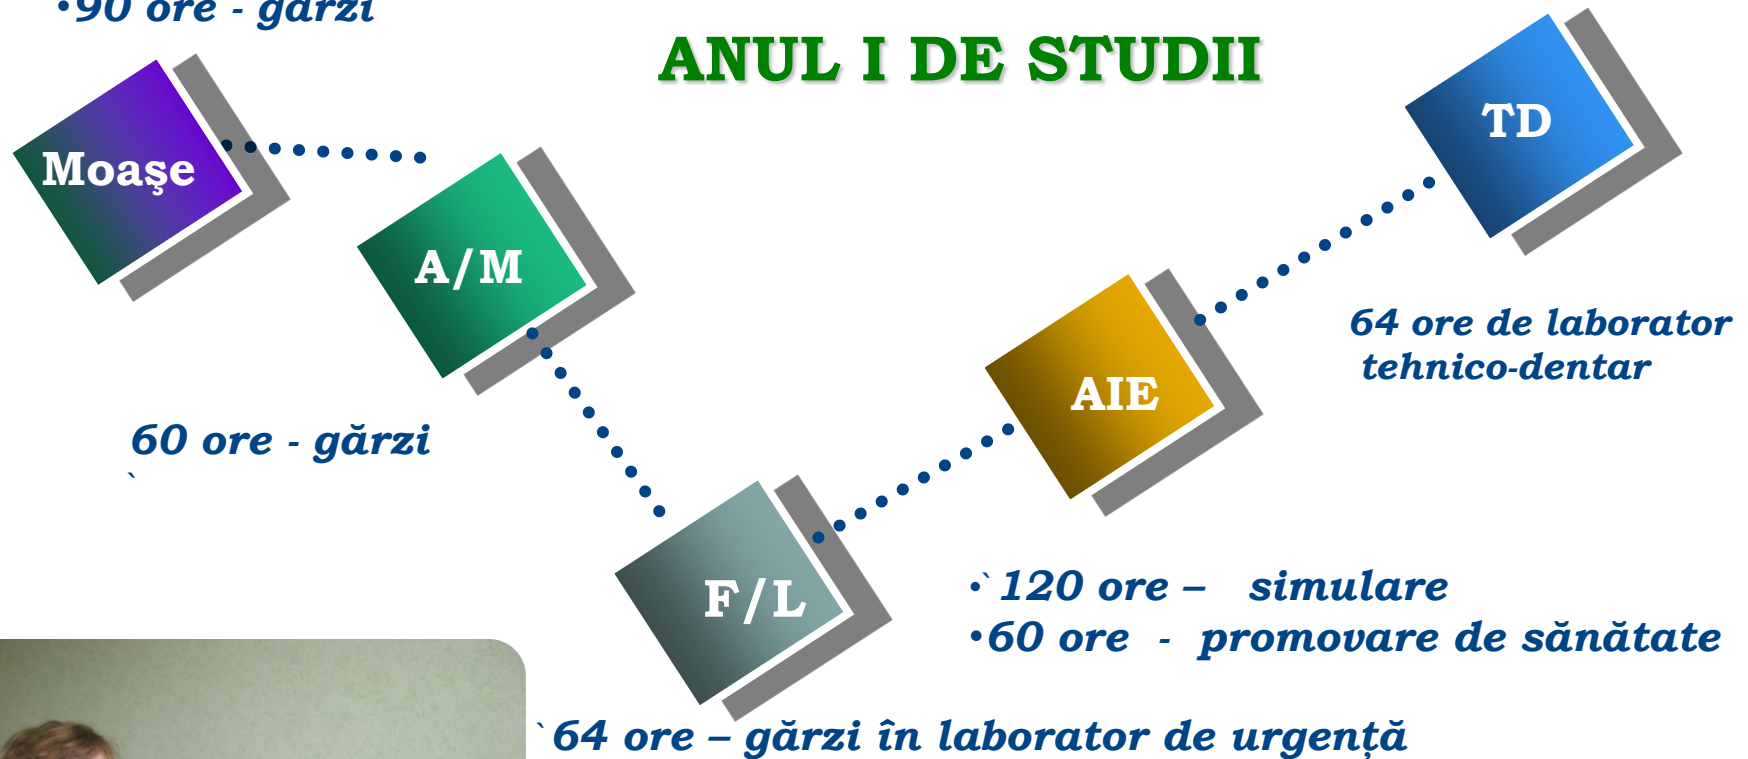 •90 ore - gărzi
ANUL I DE STUDII
TD
Moaşe
A/M
64 ore de laborator
tehnico-dentar
AIE
60 ore - gărzi
`
F/L
•` 120 ore – simulare
•60 ore - promovare de sănătate
`64 ore – gărzi în laborator de urgență